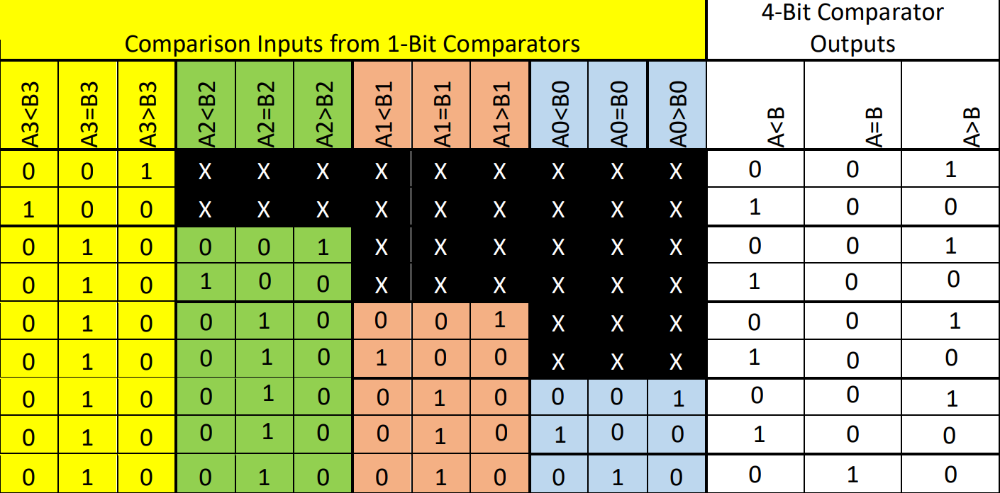 Comparison Inputs from 1-Bit Comparators 4-Bit Comparator Outputs
A3<B3 A3=B3 A3>B3 A2<B2 A2=B2 A2>B2 A1<B1 A1=B1 A1>B1 A0<B0 A0=B0 A0>B0 A<B A=B A>B
0 0 1 X X X X X X X X X 0 0 1
1 0 0 X X X X X X X X X 1 0 0
0 1 0 0 0 1 X X X X X X 0 0 1
0 1 0 1 0 0 X X X X X X 1 0 0
0 1 0 0 1 0 0 0 1 X X X 0 0 1
0 1 0 0 1 0 1 0 0 X X X 1 0 0
0 1 0 0 1 0 0 1 0 0 0 1 0 0 1
0 1 0 0 1 0 0 1 0 1 0 0 1 0 0
0 1 0 0 1 0 0 1 0 0 1 0 0 1 0